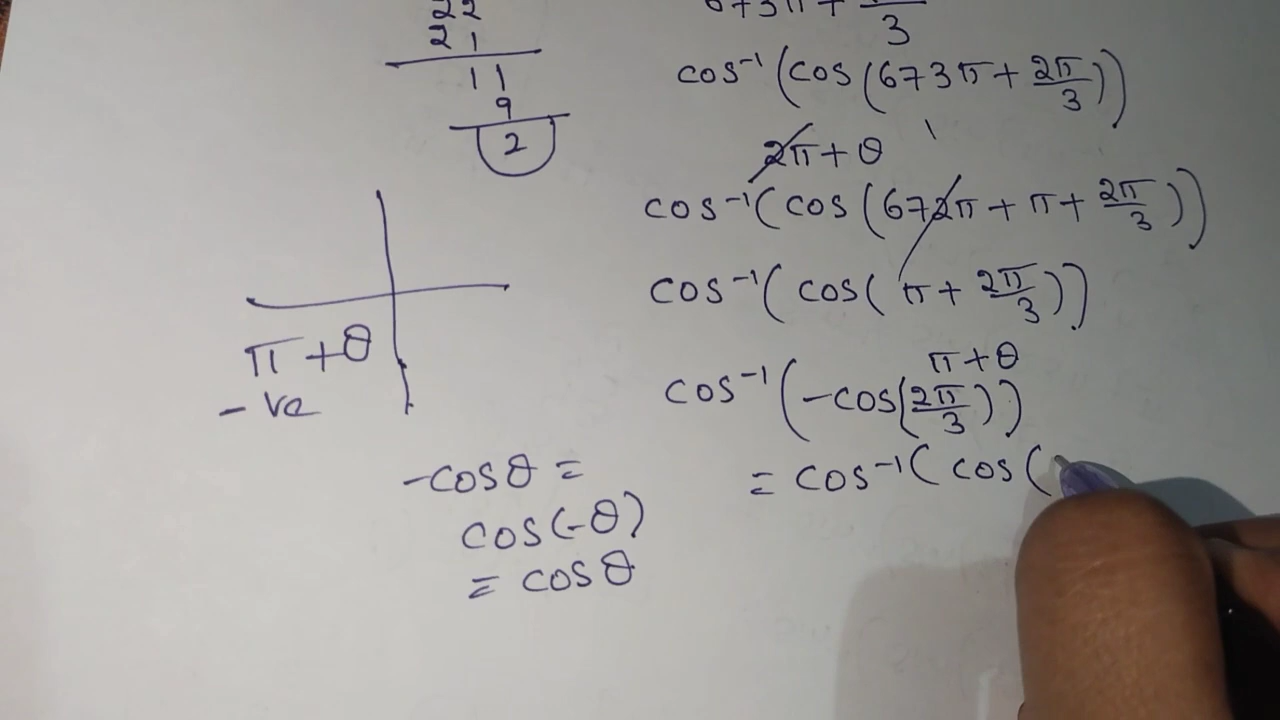 22
21
11
9
2
673π + π/3
cos⁻¹(cos(673π + 2π/3))
2π + θ
cos⁻¹(cos(672π + π + 2π/3))
cos⁻¹(cos(π + 2π/3))
π + θ
cos⁻¹(-cos(2π/3))
= cos⁻¹(cos(
π + θ
- ve
-cosθ =
cos(-θ)
= cosθ